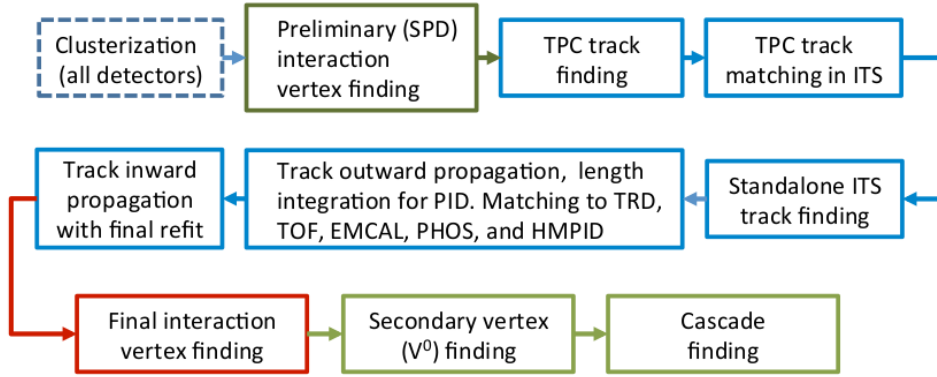 Clusterization
(all detectors)
Preliminary (SPD)
interaction
vertex finding
TPC track
finding
TPC track
matching in ITS
Track inward
propagation
with final refit
Track outward propagation, length
integration for PID. Matching to TRD,
TOF, EMCAL, PHOS, and HMPID
Standalone ITS
track finding
Final interaction
vertex finding
Secondary vertex
(V⁰) finding
Cascade
finding